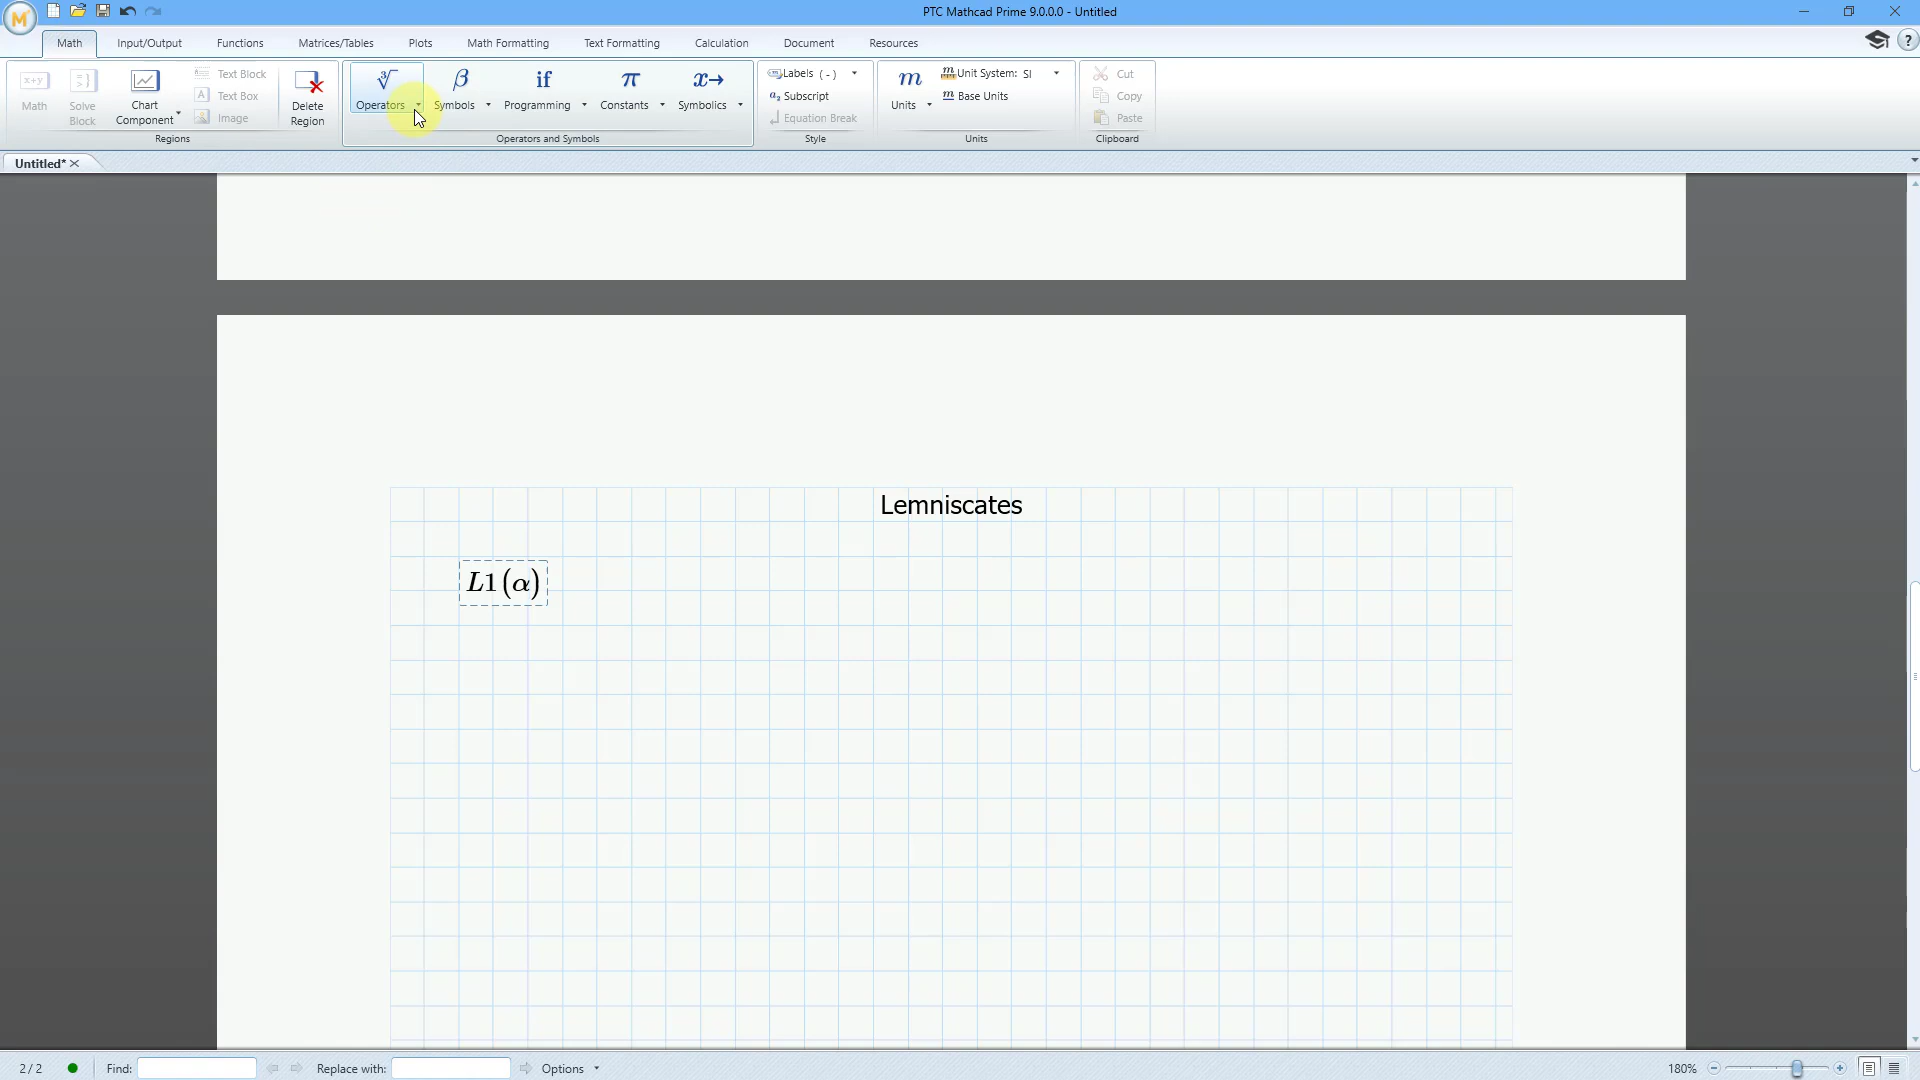 PTC Mathcad Prime 9.0.0.0 - Untitled
Math Input/Output Functions Matrices/Tables Plots Math Formatting Text Formatting Calculation Document Resources
Math
Solve Block
Chart Component
Text Block
Text Box
Image
Delete Region
Regions
Operators
Symbols
if Programming
π Constants
x→ Symbolics
β
Operators and Symbols
Labels ( - )
Subscript
Equation Break
Style
m Units
Unit System: SI
Base Units
Units
Cut
Copy
Paste
Clipboard
Untitled*
Lemniscates
L1(α)
2 / 2 Find: Replace with: Options 180%